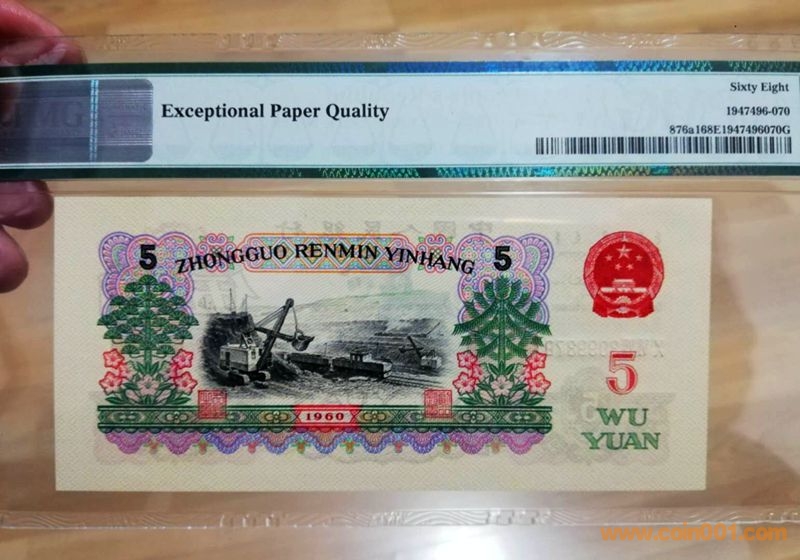 PMG
Exceptional Paper Quality
Sixty Eight
1947496-070
876a168E1947496070G
5 ZHONGGUO RENMIN YINHANG 5
1960
5
WU
YUAN
www.coin001.com